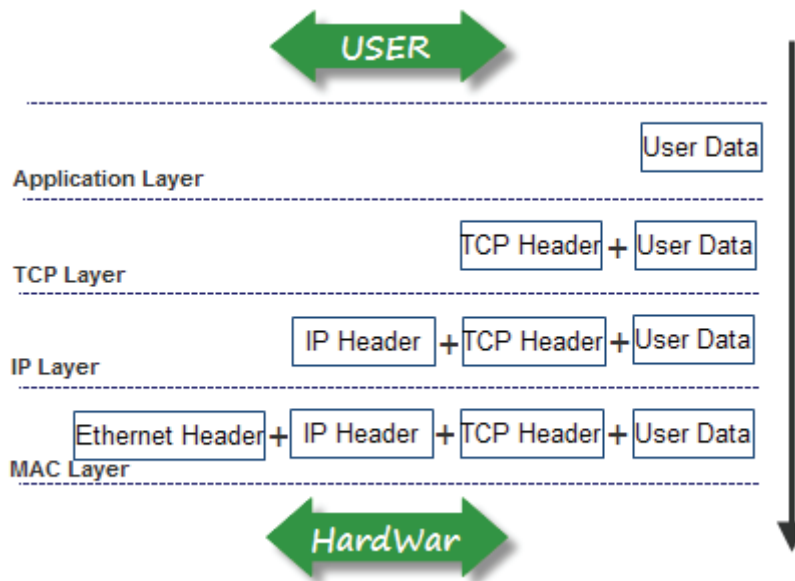 USER
User Data
Application Layer
TCP Header + User Data
TCP Layer
IP Header + TCP Header + User Data
IP Layer
Ethernet Header + IP Header + TCP Header + User Data
MAC Layer
HardWar